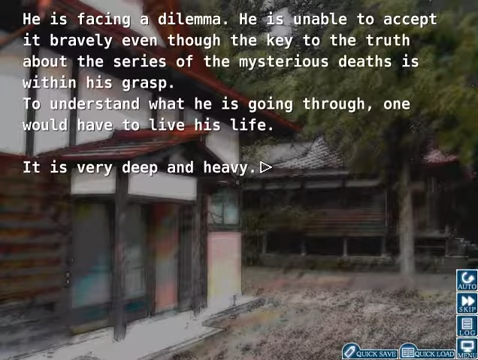 He is facing a dilemma. He is unable to accept
it bravely even though the key to the truth
about the series of the mysterious deaths is
within his grasp.
To understand what he is going through, one
would have to live his life.
It is very deep and heavy.
AUTO
SKIP
LOG
MENU
QUICK SAVE
QUICK LOAD